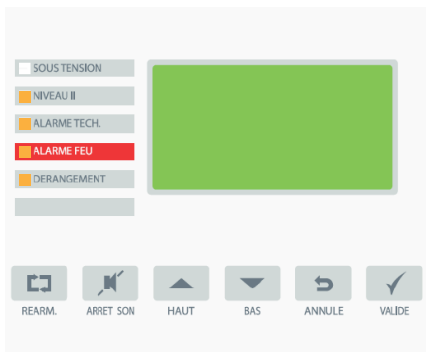 SOUS TENSION
NIVEAU II
ALARME TECH.
ALARME FEU
DERANGEMENT
REARM. ARRET SON HAUT BAS ANNULE VALIDE